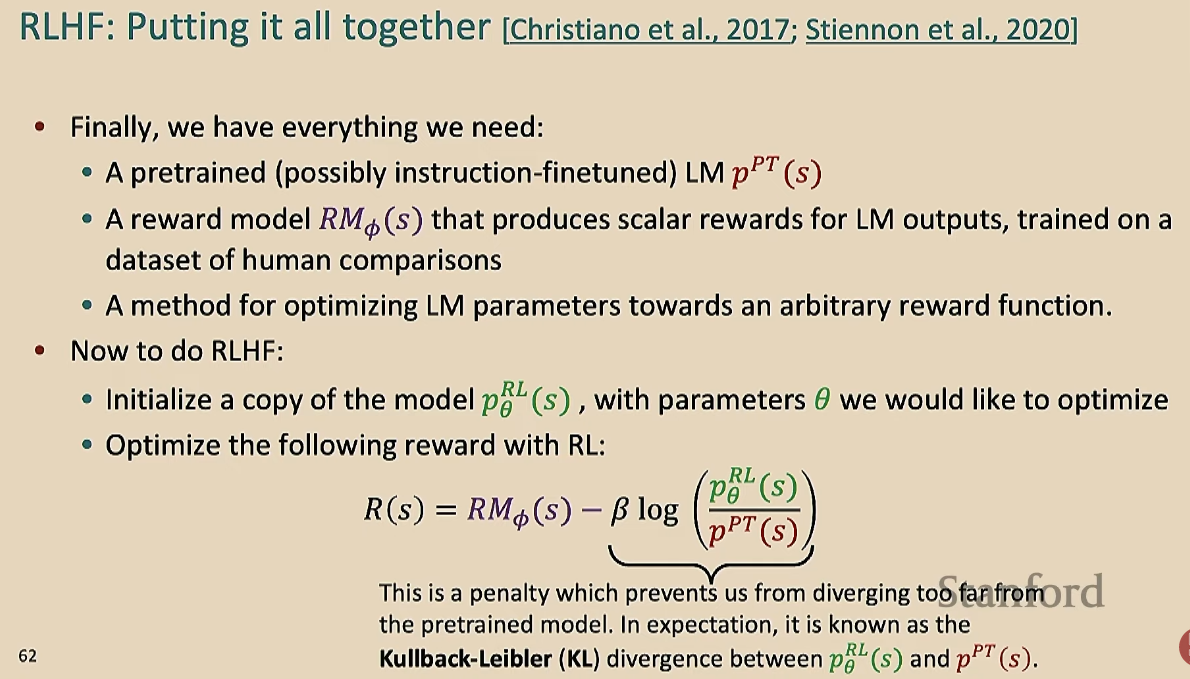 RLHF: Putting it all together [Christiano et al., 2017; Stiennon et al., 2020]
• Finally, we have everything we need:
• A pretrained (possibly instruction-finetuned) LM p^{PT}(s)
• A reward model RM_ϕ(s) that produces scalar rewards for LM outputs, trained on a
dataset of human comparisons
• A method for optimizing LM parameters towards an arbitrary reward function.
• Now to do RLHF:
• Initialize a copy of the model p_θ^{RL}(s) , with parameters θ we would like to optimize
• Optimize the following reward with RL:
R(s) = RM_ϕ(s) − β log (p_θ^{RL}(s) / p^{PT}(s))
This is a penalty which prevents us from diverging too far from
Stanford
the pretrained model. In expectation, it is known as the
Kullback-Leibler (KL) divergence between p_θ^{RL}(s) and p^{PT}(s).
62